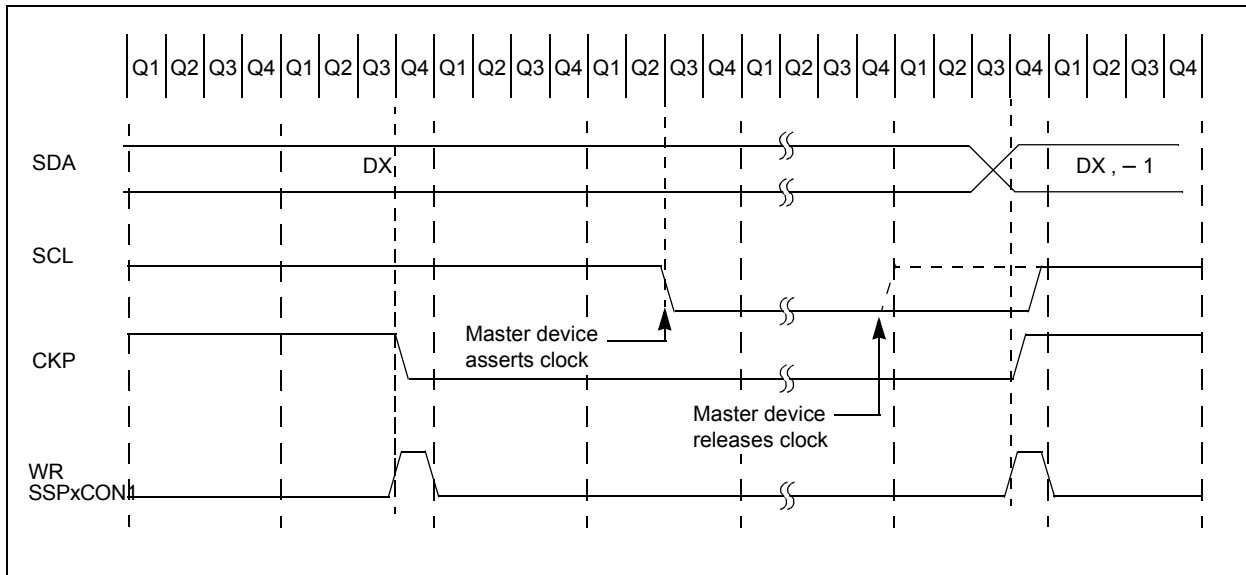 Q1 Q2 Q3 Q4 Q1 Q2 Q3 Q4 Q1 Q2 Q3 Q4 Q1 Q2 Q3 Q4 Q1 Q2 Q3 Q4 Q1 Q2 Q3 Q4 Q1 Q2 Q3 Q4
SDA
DX
DX , – 1
SCL
Master device
asserts clock
CKP
Master device
releases clock
WR
SSPxCON1